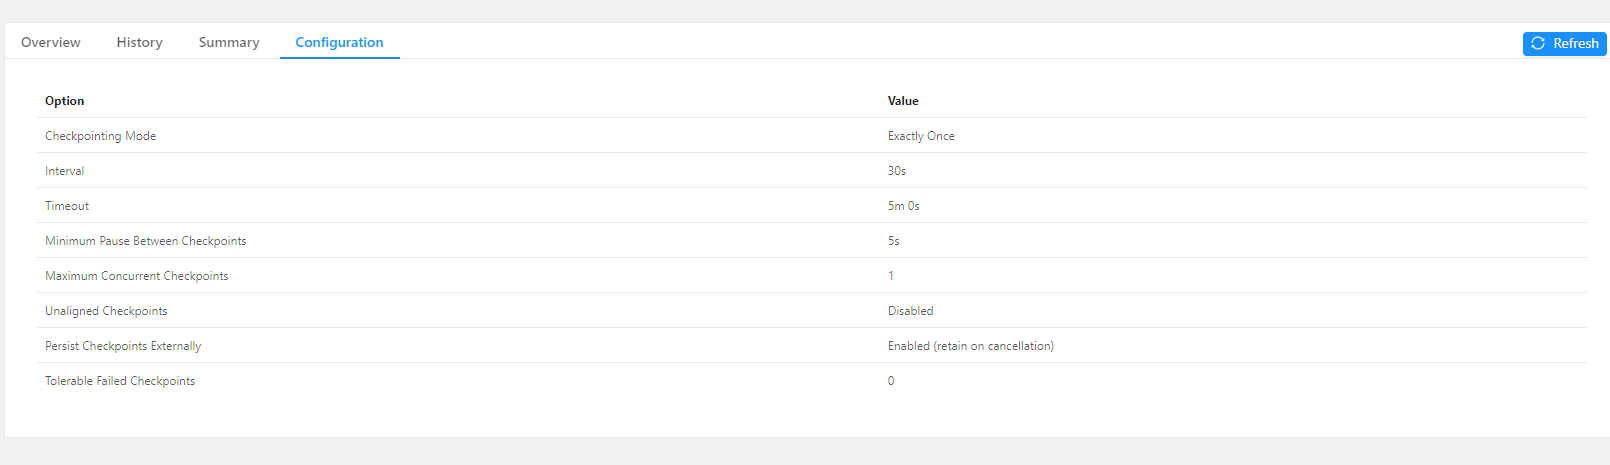 Overview History Summary Configuration
Refresh
Option Value
Checkpointing Mode Exactly Once
Interval 30s
Timeout 5m 0s
Minimum Pause Between Checkpoints 5s
Maximum Concurrent Checkpoints 1
Unaligned Checkpoints Disabled
Persist Checkpoints Externally Enabled (retain on cancellation)
Tolerable Failed Checkpoints 0